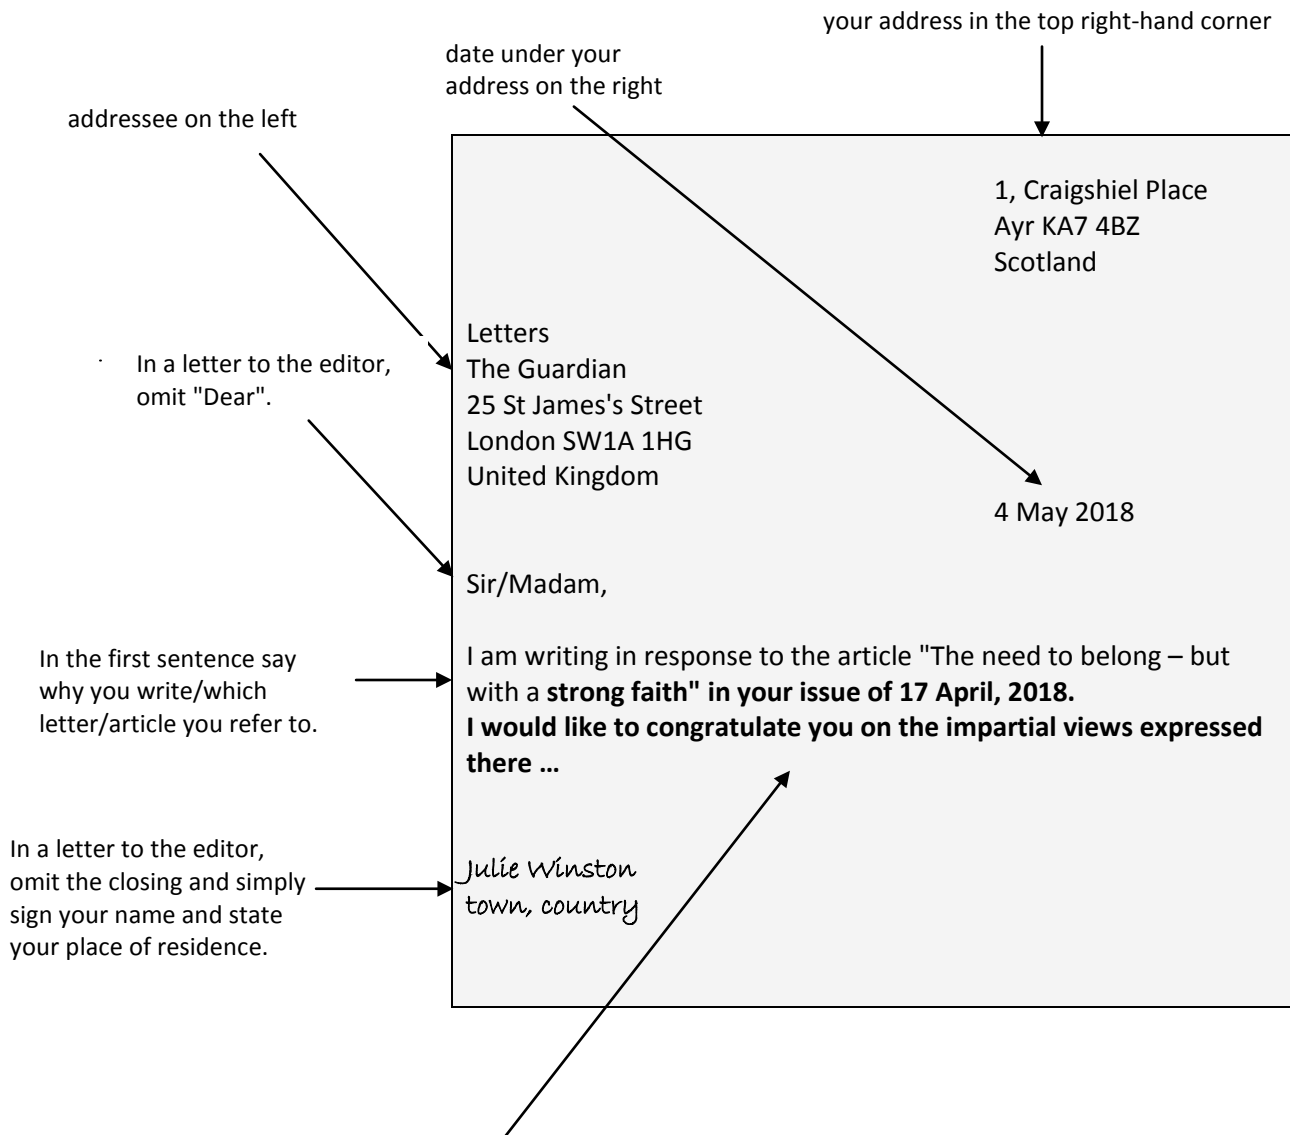 your address in the top right-hand corner
date under your
address on the right
addressee on the left
1, Craigshiel Place
Ayr KA7 4BZ
Scotland
Letters
The Guardian
25 St James's Street
London SW1A 1HG
United Kingdom
In a letter to the editor,
omit "Dear".
4 May 2018
Sir/Madam,
In the first sentence say
why you write/which
letter/article you refer to.
I am writing in response to the article "The need to belong – but
with a strong faith" in your issue of 17 April, 2018.
I would like to congratulate you on the impartial views expressed
there …
In a letter to the editor,
omit the closing and simply
sign your name and state
your place of residence.
Julie Winston
town, country